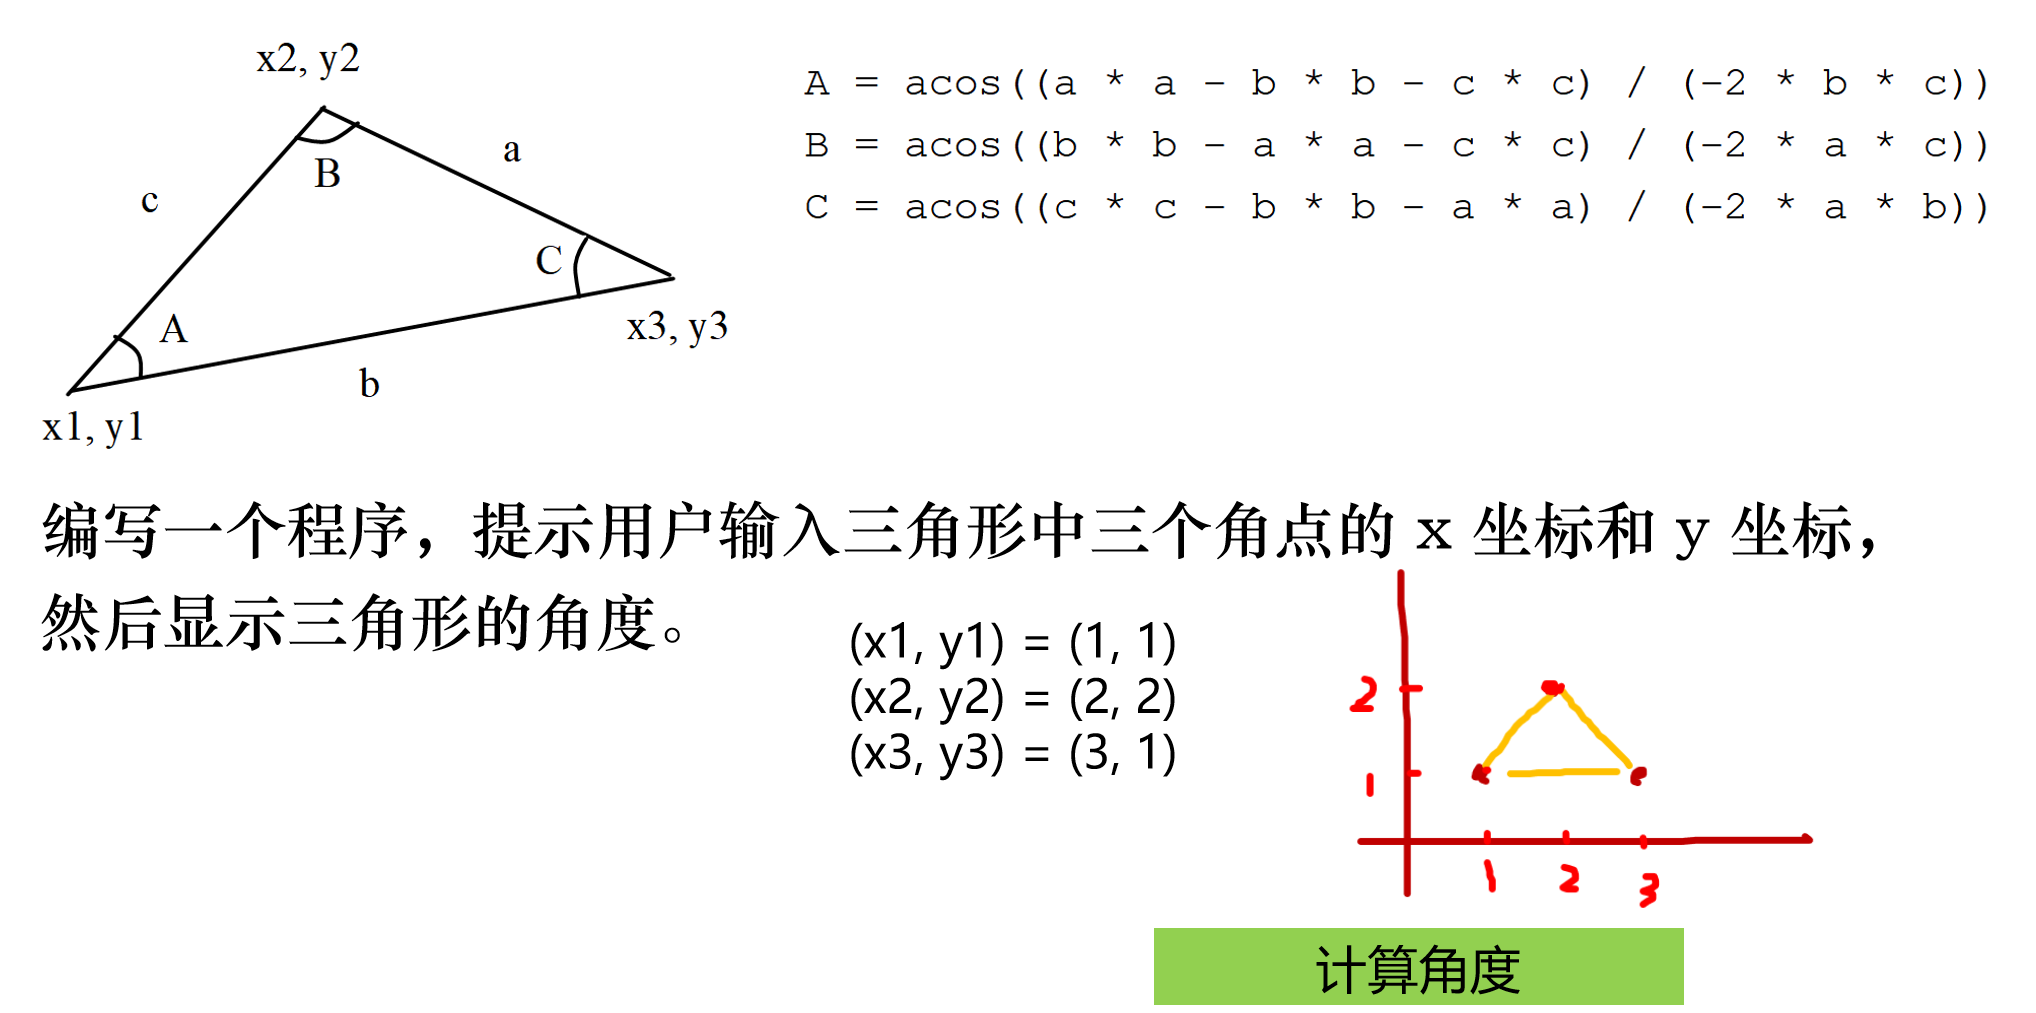 x2, y2
a
B
c
C
A
x3, y3
b
x1, y1
A = acos((a * a - b * b - c * c) / (-2 * b * c))
B = acos((b * b - a * a - c * c) / (-2 * a * c))
C = acos((c * c - b * b - a * a) / (-2 * a * b))
编写一个程序，提示用户输入三角形中三个角点的 x 坐标和 y 坐标，
然后显示三角形的角度。
(x1, y1) = (1, 1)
(x2, y2) = (2, 2)
(x3, y3) = (3, 1)
2
1
1 2 3
计算角度